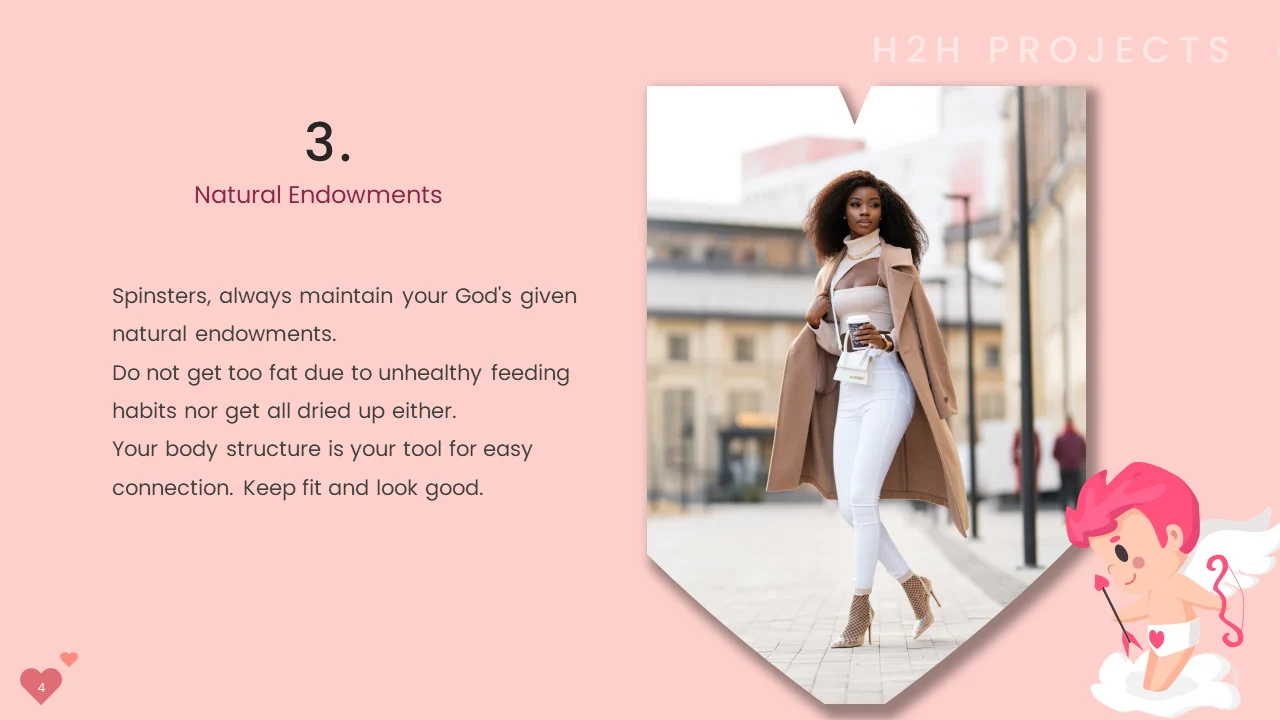 H2H PROJECTS
3.
Natural Endowments
Spinsters, always maintain your God's given
natural endowments.
Do not get too fat due to unhealthy feeding
habits nor get all dried up either.
Your body structure is your tool for easy
connection. Keep fit and look good.
4